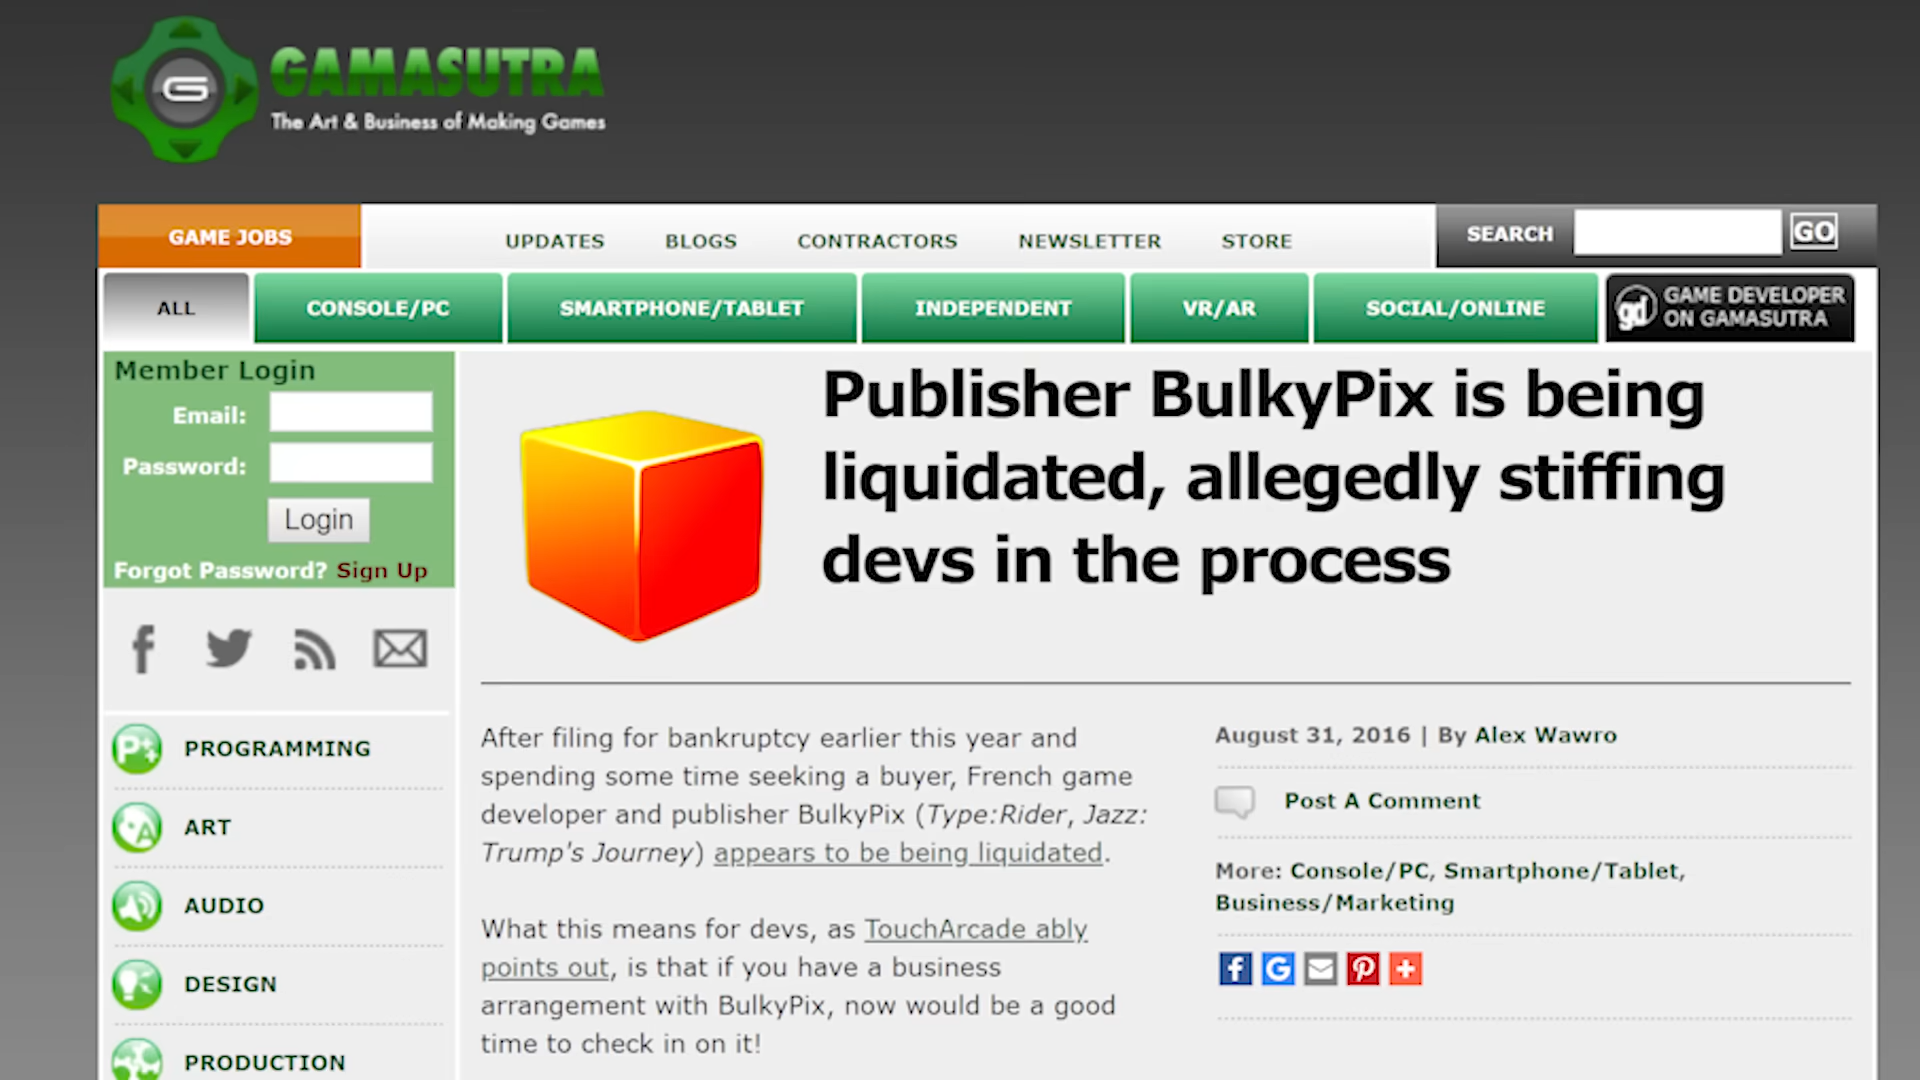 G
GAMASUTRA
The Art & Business of Making Games
GAME JOBS
UPDATES
BLOGS
CONTRACTORS
NEWSLETTER
STORE
SEARCH
GO
ALL
CONSOLE/PC
SMARTPHONE/TABLET
INDEPENDENT
VR/AR
SOCIAL/ONLINE
gd
GAME DEVELOPER
ON GAMASUTRA
Member Login
Email:
Password:
Login
Forgot Password? Sign Up
PROGRAMMING
ART
AUDIO
DESIGN
PRODUCTION
Publisher BulkyPix is being
liquidated, allegedly stiffing
devs in the process
After filing for bankruptcy earlier this year and
spending some time seeking a buyer, French game
developer and publisher BulkyPix (Type:Rider, Jazz:
Trump's Journey) appears to be being liquidated.
What this means for devs, as TouchArcade ably
points out, is that if you have a business
arrangement with BulkyPix, now would be a good
time to check in on it!
August 31, 2016 | By Alex Wawro
Post A Comment
More: Console/PC, Smartphone/Tablet,
Business/Marketing